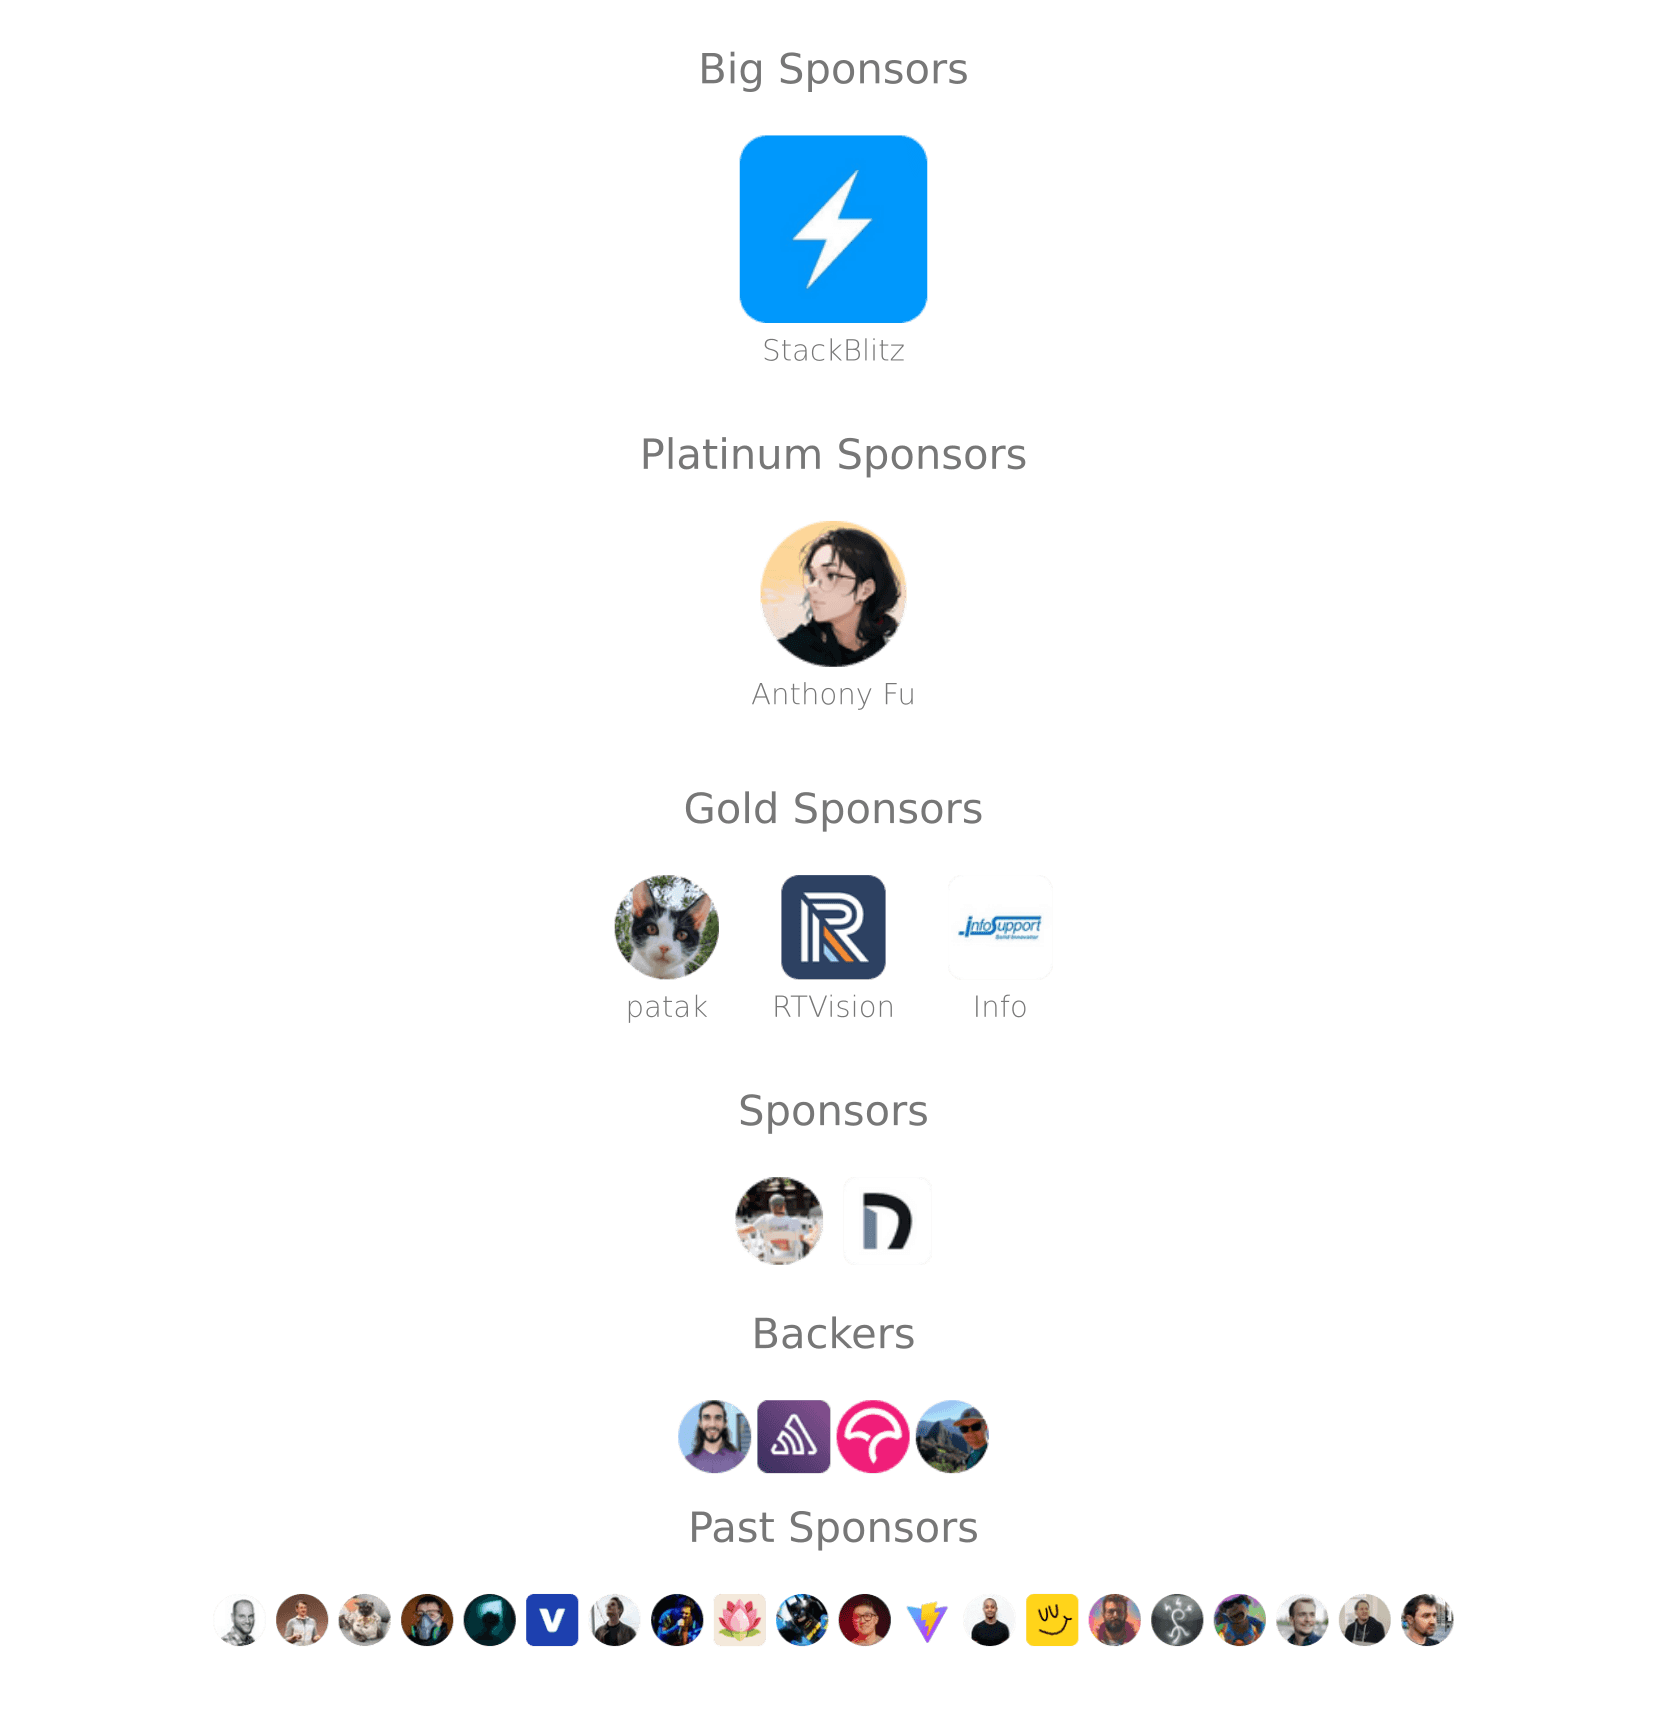 Big Sponsors
StackBlitz
Platinum Sponsors
Anthony Fu
Gold Sponsors
InfoSupport
patak RTVision Info
Sponsors
Backers
Past Sponsors